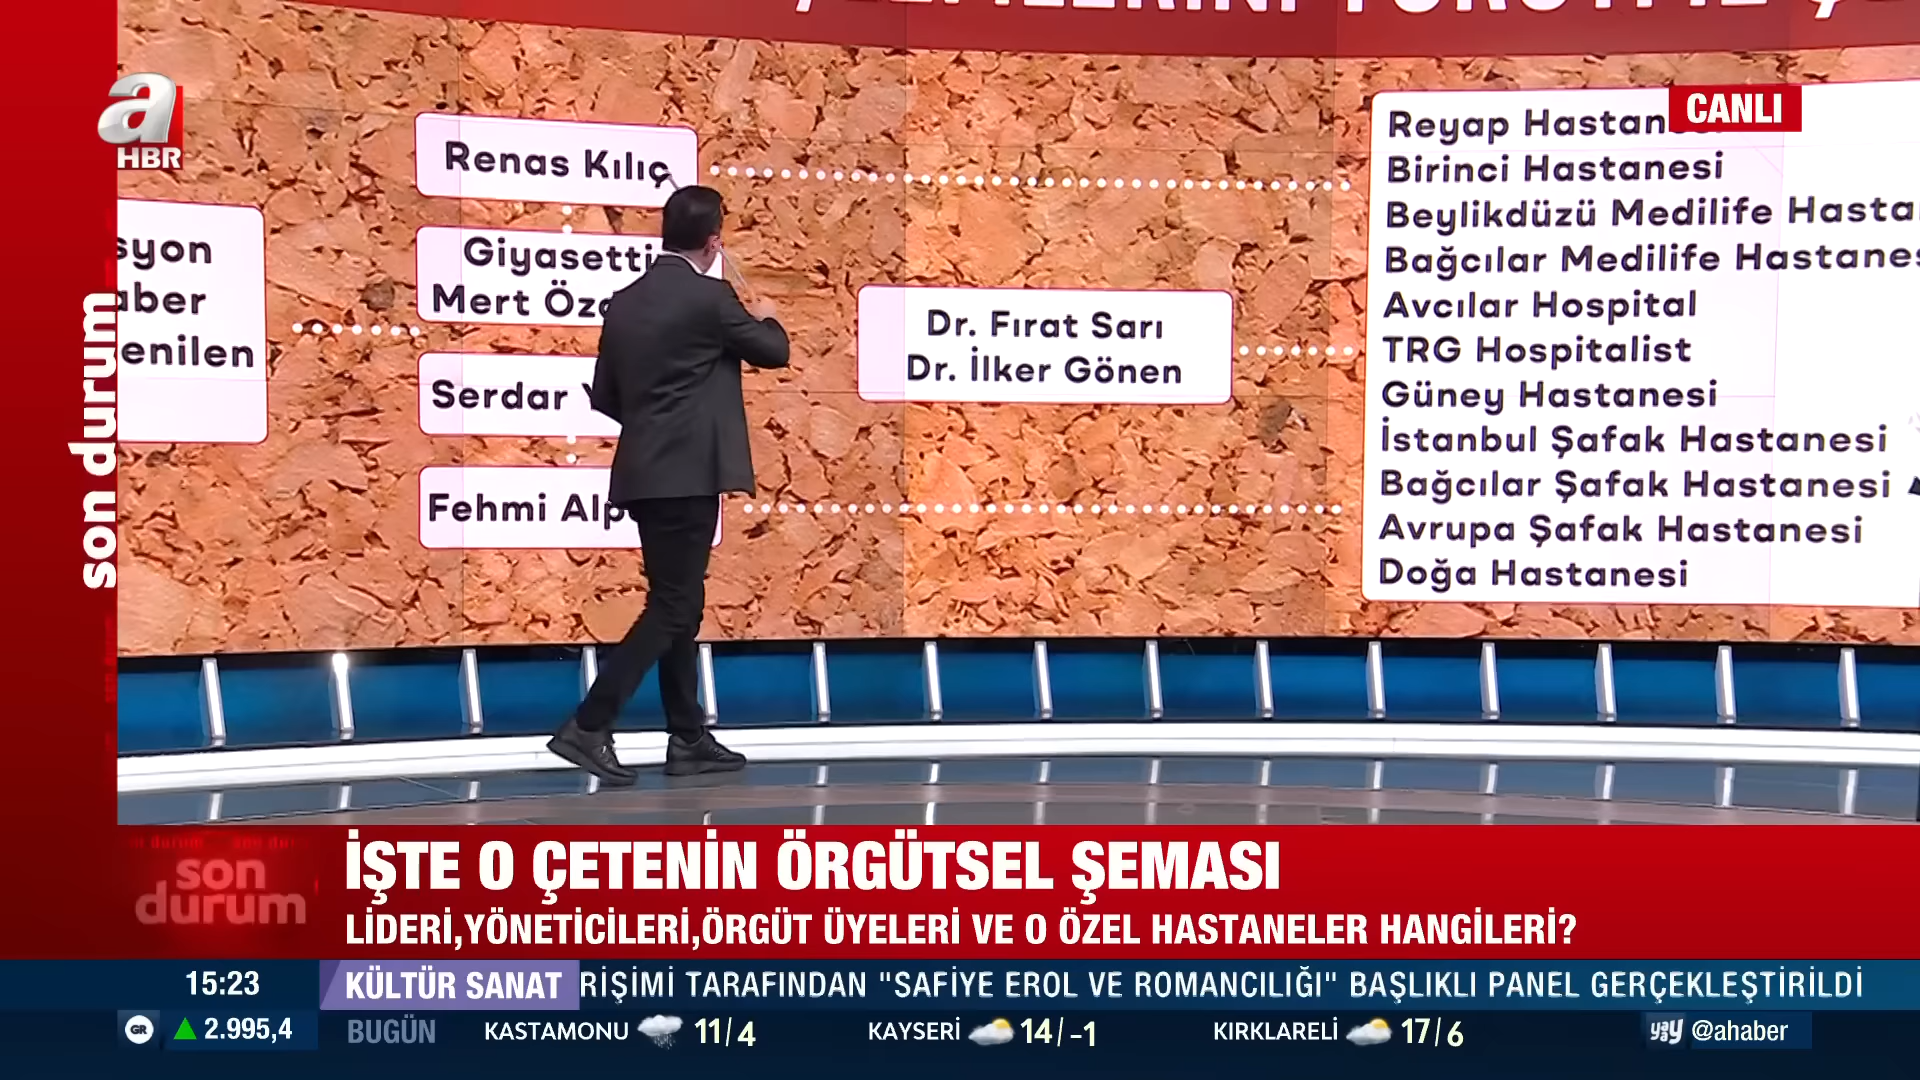 a
HBR
CANLI
son durum
syon
aber
enilen
Renas Kılıç
Giyasetti
Mert Öz
Serdar
Fehmi Alp
Dr. Fırat Sarı
Dr. İlker Gönen
Reyap Hastan
Birinci Hastanesi
Beylikdüzü Medilife Hasta
Bağcılar Medilife Hastanes
Avcılar Hospital
TRG Hospitalist
Güney Hastanesi
İstanbul Şafak Hastanesi
Bağcılar Şafak Hastanesi
Avrupa Şafak Hastanesi
Doğa Hastanesi
son
durum
İŞTE O ÇETENİN ÖRGÜTSEL ŞEMASI
LİDERİ,YÖNETİCİLERİ,ÖRGÜT ÜYELERİ VE O ÖZEL HASTANELER HANGİLERİ?
15:23
KÜLTÜR SANAT
RİŞİMİ TARAFINDAN "SAFİYE EROL VE ROMANCILIĞI" BAŞLIKLI PANEL GERÇEKLEŞTİRİLDİ
GR 2.995,4
BUGÜN
KASTAMONU 11/4
KAYSERİ 14/-1
KIRKLARELİ 17/6
yay @ahaber